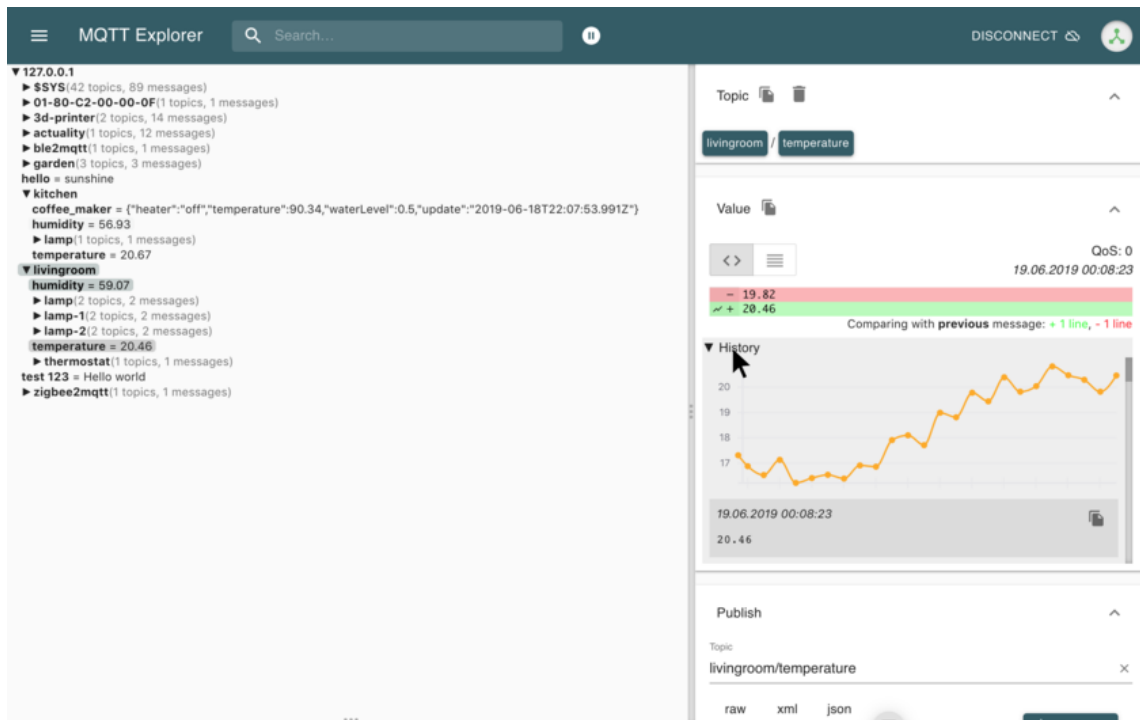 MQTT Explorer Search... DISCONNECT
▼ 127.0.0.1
▶ $SYS(42 topics, 89 messages)
▶ 01-80-C2-00-00-0F(1 topics, 1 messages)
▶ 3d-printer(2 topics, 14 messages)
▶ actuality(1 topics, 12 messages)
▶ ble2mqtt(1 topics, 1 messages)
▶ garden(3 topics, 3 messages)
hello = sunshine
▼ kitchen
coffee_maker = {"heater":"off","temperature":90.34,"waterLevel":0.5,"update":"2019-06-18T22:07:53.991Z"}
humidity = 56.93
▶ lamp(1 topics, 1 messages)
temperature = 20.67
▼ livingroom
humidity = 59.07
▶ lamp(2 topics, 2 messages)
▶ lamp-1(2 topics, 2 messages)
▶ lamp-2(2 topics, 2 messages)
temperature = 20.46
▶ thermostat(1 topics, 1 messages)
test 123 = Hello world
▶ zigbee2mqtt(1 topics, 1 messages)
Topic
livingroom / temperature
Value
QoS: 0
19.06.2019 00:08:23
- 19.82
+ 20.46
Comparing with previous message: + 1 line, - 1 line
▼ History
20
19
18
17
19.06.2019 00:08:23
20.46
Publish
Topic
livingroom/temperature
raw xml json